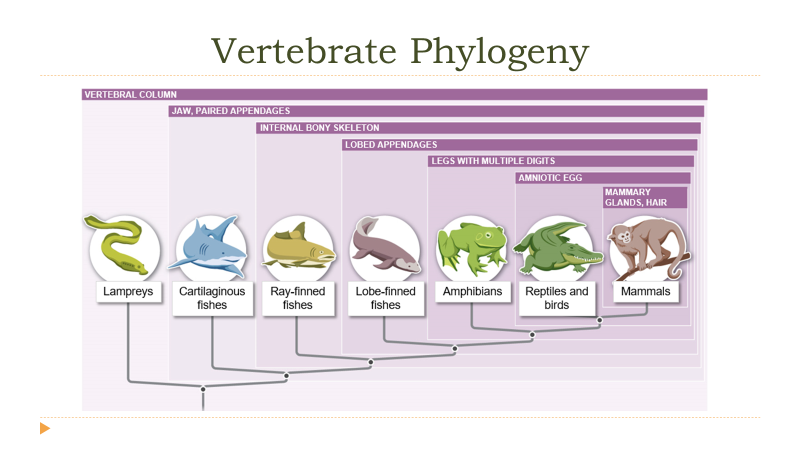 Vertebrate Phylogeny
VERTEBRAL COLUMN
JAW, PAIRED APPENDAGES
INTERNAL BONY SKELETON
LOBED APPENDAGES
LEGS WITH MULTIPLE DIGITS
AMNIOTIC EGG
MAMMARY
GLANDS, HAIR
Lampreys
Cartilaginous
fishes
Ray-finned
fishes
Lobe-finned
fishes
Amphibians
Reptiles and
birds
Mammals